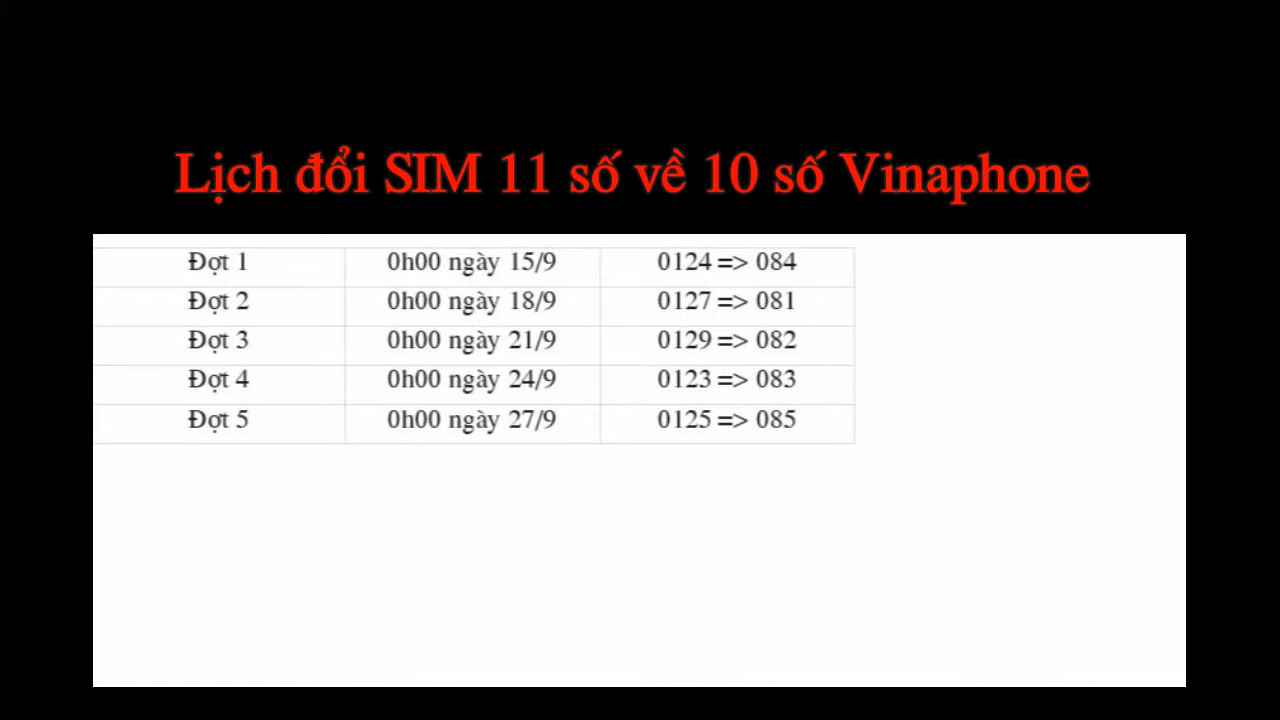 Lịch đổi SIM 11 số về 10 số Vinaphone
Đợt 1 0h00 ngày 15/9 0124 => 084
Đợt 2 0h00 ngày 18/9 0127 => 081
Đợt 3 0h00 ngày 21/9 0129 => 082
Đợt 4 0h00 ngày 24/9 0123 => 083
Đợt 5 0h00 ngày 27/9 0125 => 085